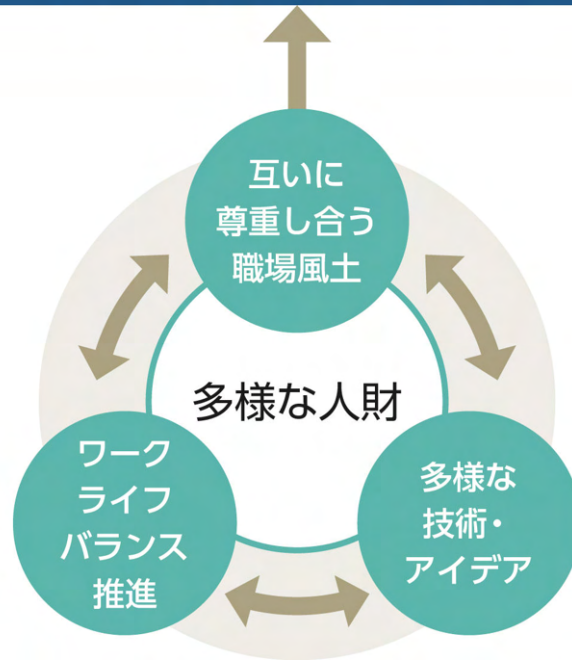 互いに
尊重し合う
職場風土
多様な人財
ワーク
ライフ
バランス
推進
多様な
技術・
アイデア